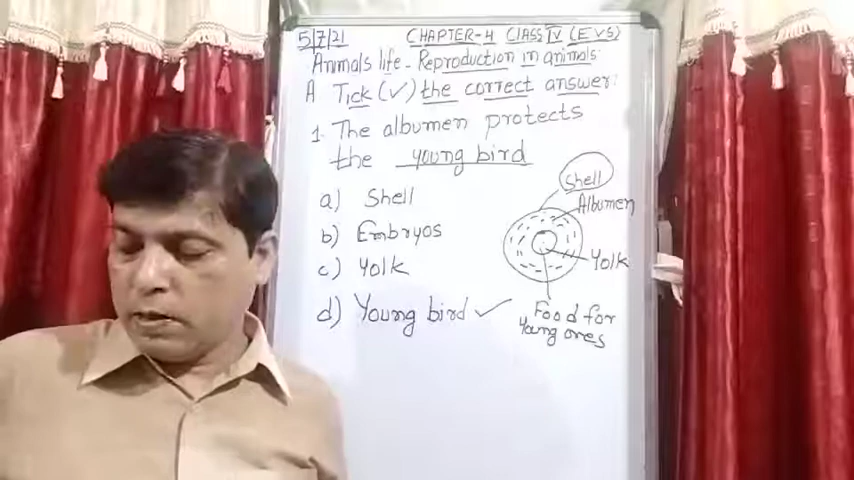 5/7/21 CHAPTER-4 CLASS IV (EVS)
Animals life - Reproduction in animals
A Tick (✓) the correct answer:
1. The albumen protects
the young bird
a) Shell
b) Embryos
c) Yolk
d) Young bird ✓
Shell
Albumen
Yolk
Food for
Young ones